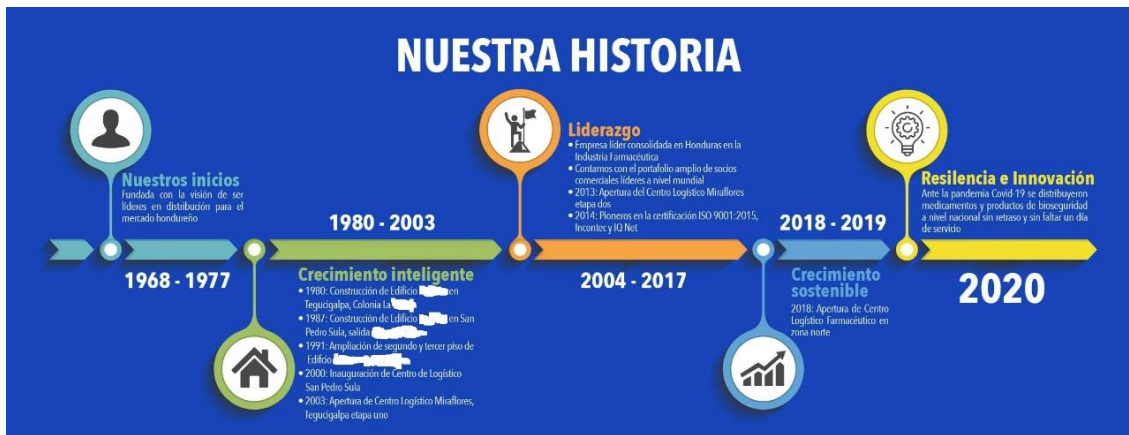 NUESTRA HISTORIA
Nuestros inicios
Fundada con la visión de ser
líderes en distribución para el
mercado hondureño
1968 - 1977
1980 - 2003
Crecimiento inteligente
• 1980: Construcción de Edificio en
Tegucigalpa, Colonia La
• 1987: Construcción de Edificio en San
Pedro Sula, salida
• 1991: Ampliación de segundo y tercer piso de
Edifcio
• 2000: Inauguración de Centro de Logístico
San Pedro Sula
• 2003: Apertura de Centro Logístico Miraflores,
Tegucigalpa etapa uno
Liderazgo
• Empresa líder consolidada en Honduras en la
Industria Farmacéutica
• Contamos con el portafolio amplio de socios
comerciales líderes a nivel mundial
• 2013: Apertura del Centro Logístico Miraflores
etapa dos
• 2014: Pioneros en la certificación ISO 9001:2015,
Incontec y IQ Net
2004 - 2017
2018 - 2019
Crecimiento
sostenible
2018: Apertura de Centro
Logístico Farmacéutico en
zona norte
Resilencia e Innovación
Ante la pandemia Covid-19 se distribuyeron
medicamentos y productos de bioseguridad
a nivel nacional sin retraso y sin faltar un día
de servicio
2020